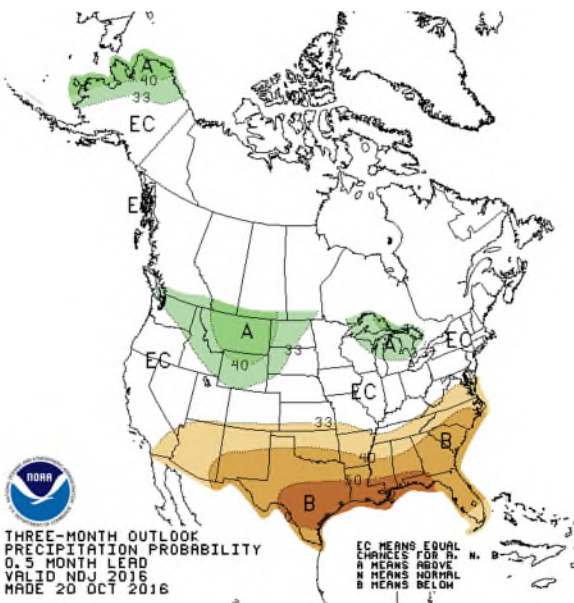 A
40
33
EC
EC
A
33
40
EC
A
33
EC
EC
33
40
50
B
B
NOAA
THREE-MONTH OUTLOOK
PRECIPITATION PROBABILITY
0.5 MONTH LEAD
VALID NDJ 2016
MADE 20 OCT 2016
EC MEANS EQUAL
CHANCES FOR A, N, B
A MEANS ABOVE
N MEANS NORMAL
B MEANS BELOW